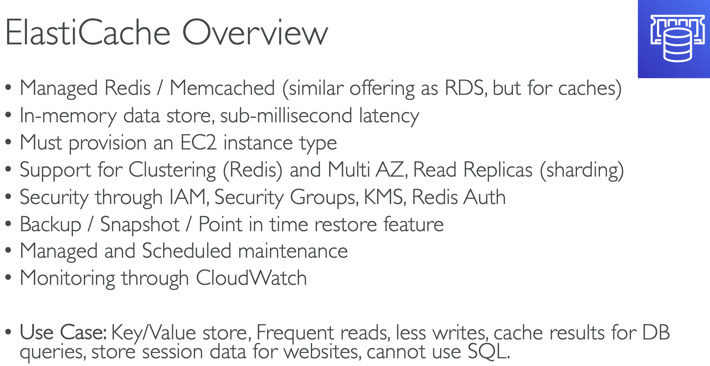 ElastiCache Overview
• Managed Redis / Memcached (similar offering as RDS, but for caches)
• In-memory data store, sub-millisecond latency
• Must provision an EC2 instance type
• Support for Clustering (Redis) and Multi AZ, Read Replicas (sharding)
• Security through IAM, Security Groups, KMS, Redis Auth
• Backup / Snapshot / Point in time restore feature
• Managed and Scheduled maintenance
• Monitoring through CloudWatch
• Use Case: Key/Value store, Frequent reads, less writes, cache results for DB
queries, store session data for websites, cannot use SQL.